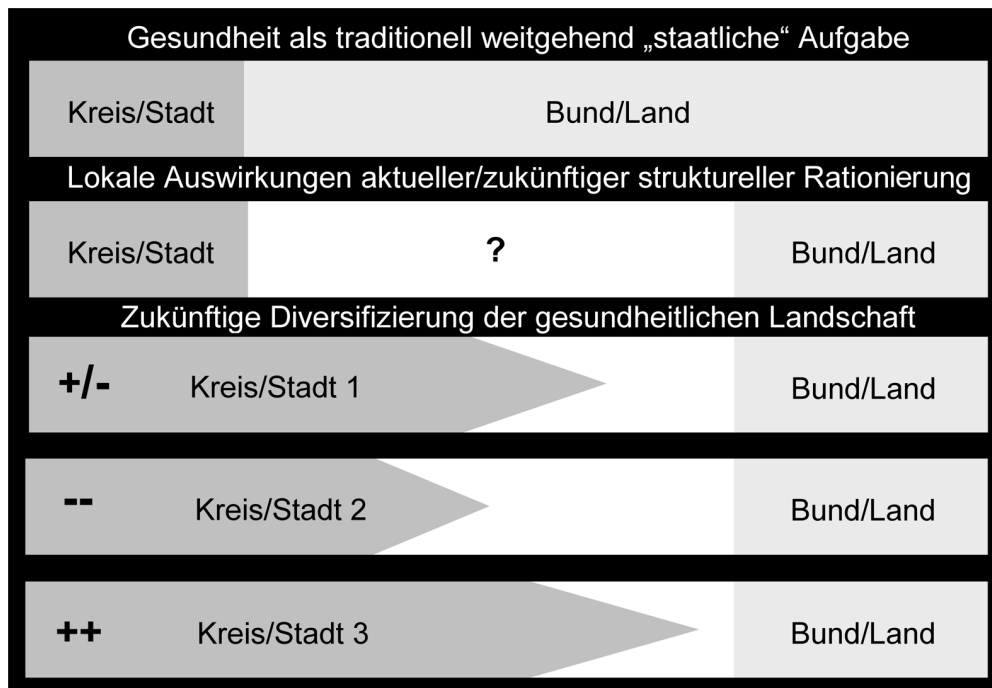 Gesundheit als traditionell weitgehend „staatliche“ Aufgabe
Kreis/Stadt Bund/Land
Lokale Auswirkungen aktueller/zukünftiger struktureller Rationierung
Kreis/Stadt ? Bund/Land
Zukünftige Diversifizierung der gesundheitlichen Landschaft
+/- Kreis/Stadt 1 Bund/Land
-- Kreis/Stadt 2 Bund/Land
++ Kreis/Stadt 3 Bund/Land